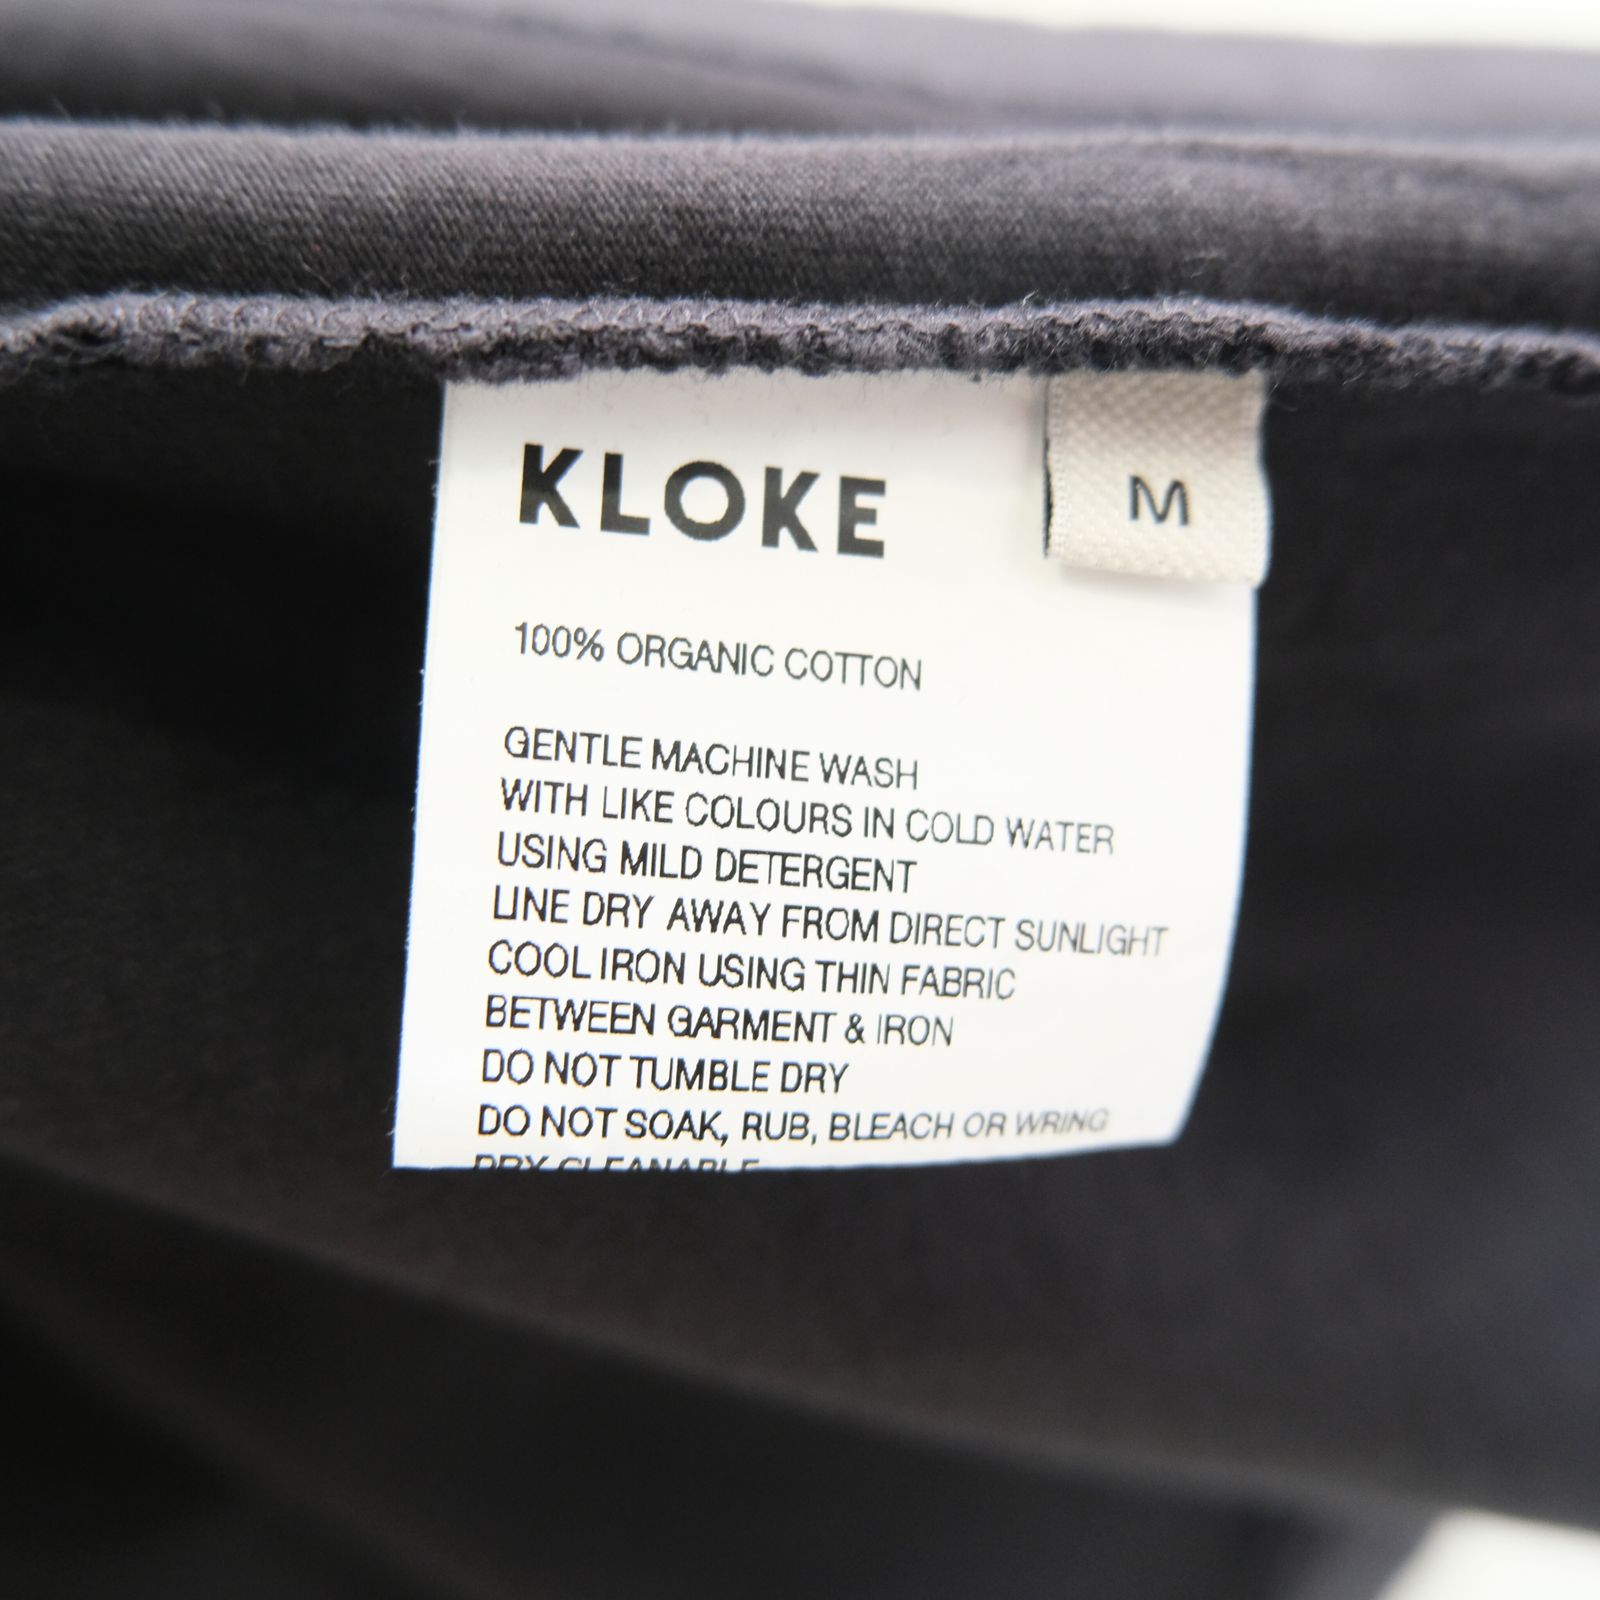 KLOKE
M
100% ORGANIC COTTON
GENTLE MACHINE WASH
WITH LIKE COLOURS IN COLD WATER
USING MILD DETERGENT
LINE DRY AWAY FROM DIRECT SUNLIGHT
COOL IRON USING THIN FABRIC
BETWEEN GARMENT & IRON
DO NOT TUMBLE DRY
DO NOT SOAK, RUB, BLEACH OR WRING
DRY CLEANABLE